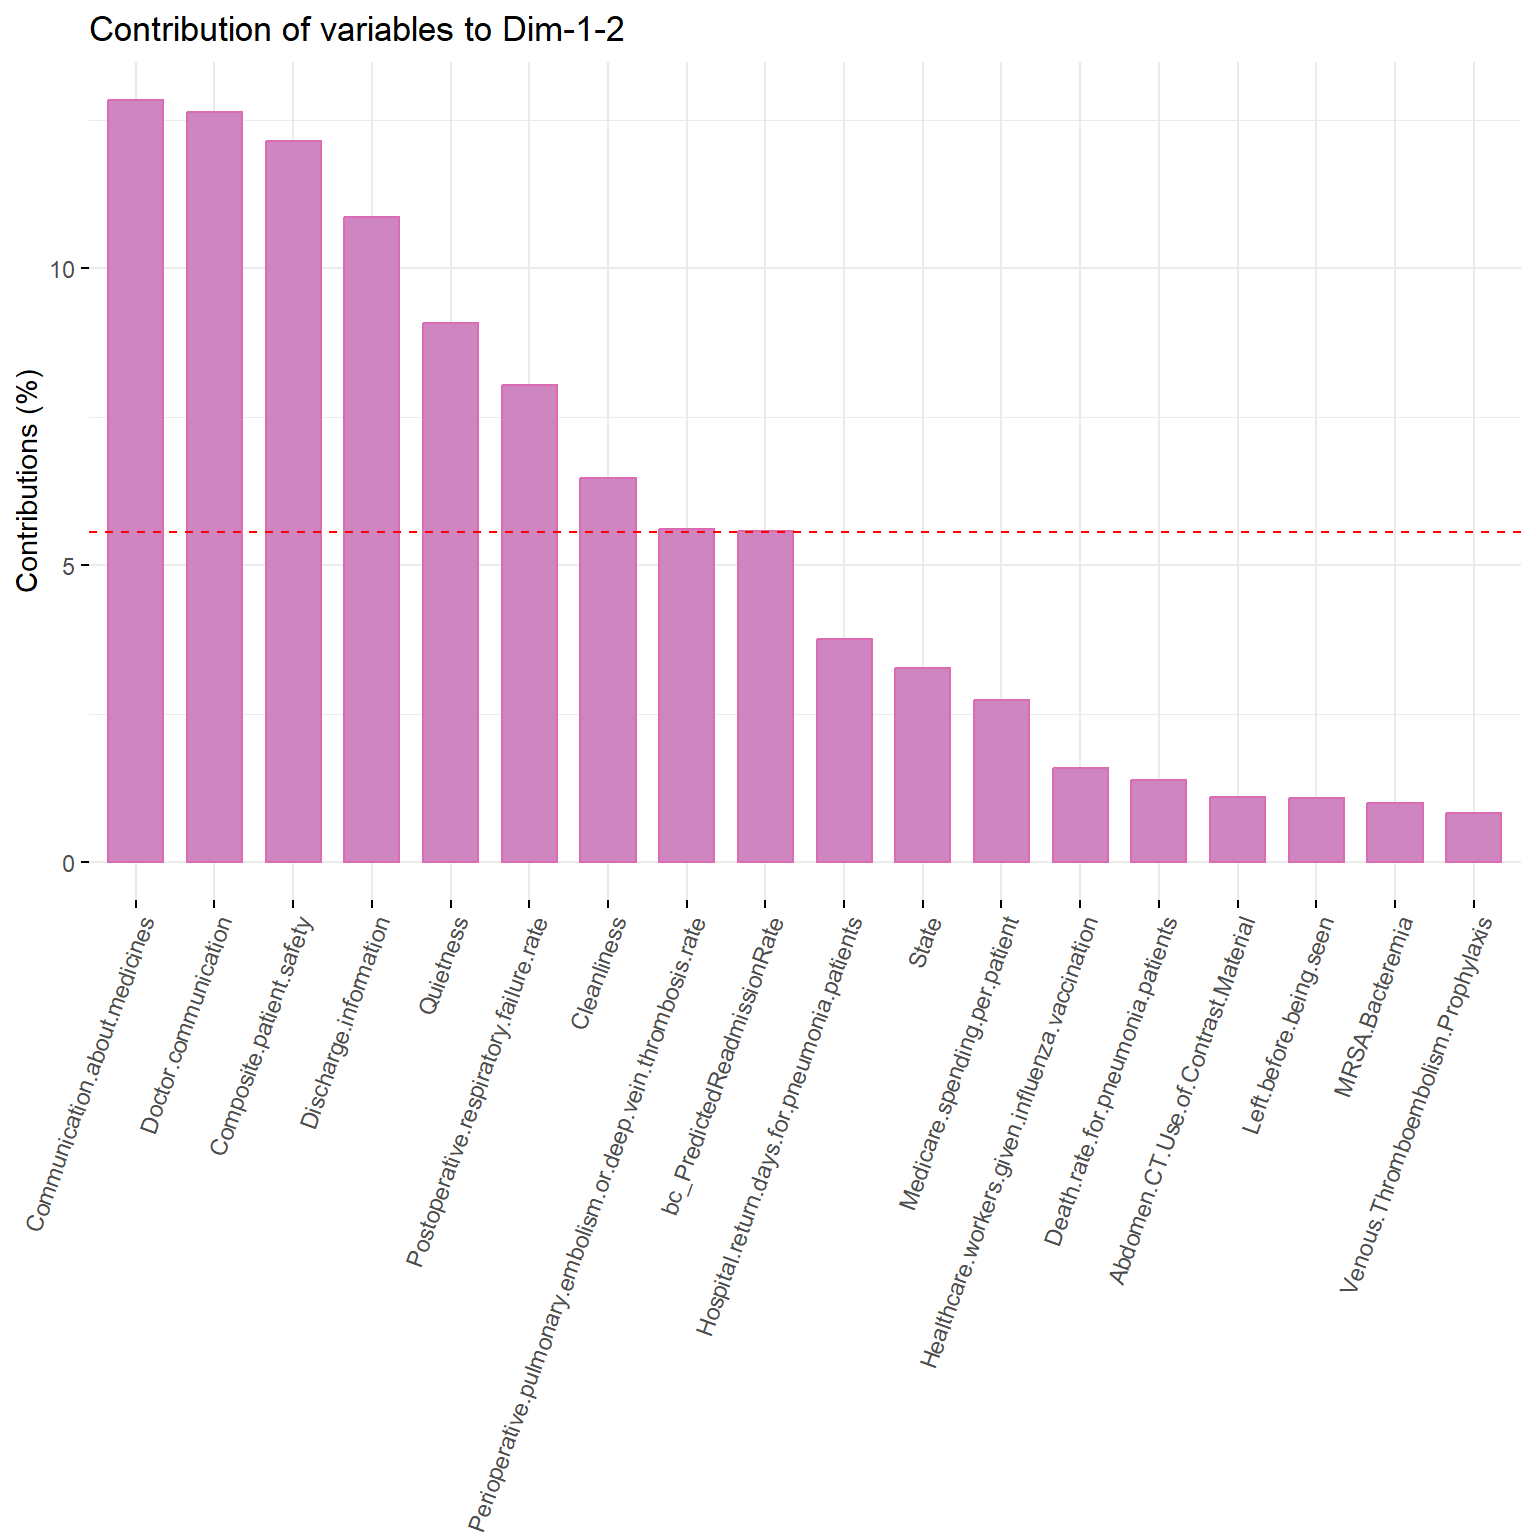 Contribution of variables to Dim-1-2
Contributions (%)
10
5
0
Communication.about.medicines
Doctor.communication
Composite.patient.safety
Discharge.information
Quietness
Postoperative.respiratory.failure.rate
Cleanliness
Perioperative.pulmonary.embolism.or.deep.vein.thrombosis.rate
bc_PredictedReadmissionRate
Hospital.return.days.for.pneumonia.patients
State
Medicare.spending.per.patient
Healthcare.workers.given.influenza.vaccination
Death.rate.for.pneumonia.patients
Abdomen.CT.Use.of.Contrast.Material
Left.before.being.seen
MRSA.Bacteremia
Venous.Thromboembolism.Prophylaxis